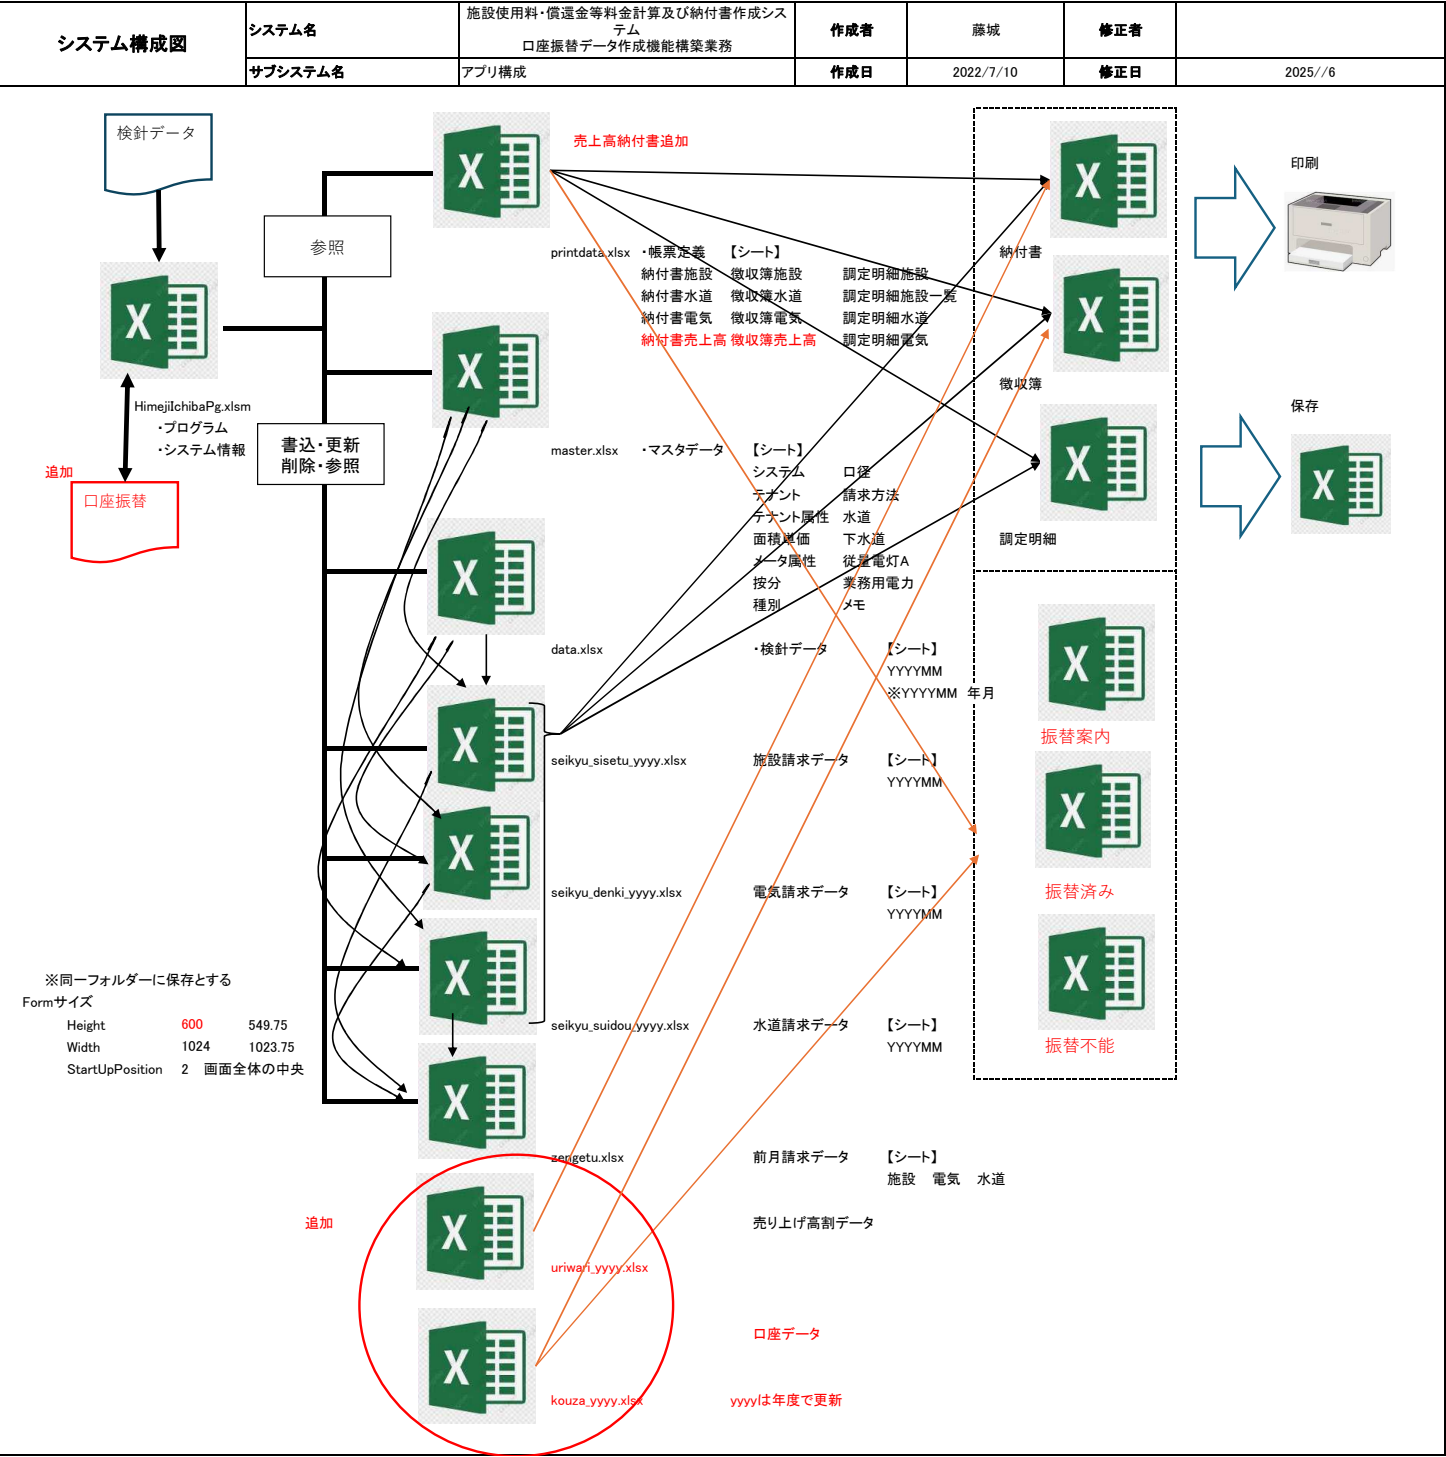 システム構成図
システム名
施設使用料・償還金等料金計算及び納付書作成シス
テム
口座振替データ作成機能構築業務
作成者
藤城
修正者
サブシステム名
アプリ構成
作成日
2022/7/10
修正日
2025//6
検針データ
売上高納付書追加
印刷
参照
printdata.xlsx ・帳票定義 【シート】
納付書
納付書施設 徴収簿施設 調定明細施設
納付書水道 徴収簿水道 調定明細施設一覧
納付書電気 徴収簿電気 調定明細水道
納付書売上高 徴収簿売上高 調定明細電気
徴収簿
HimejiIchibaPg.xlsm
・プログラム
・システム情報
書込・更新
削除・参照
保存
追加
口座振替
master.xlsx ・マスタデータ 【シート】
システム 口径
テナント 請求方法
テナント属性 水道
面積単価 下水道
メータ属性 従量電灯A
按分 業務用電力
種別 メモ
調定明細
data.xlsx ・検針データ 【シート】
YYYYMM
※YYYYMM 年月
振替案内
seikyu_sisetu_yyyy.xlsx 施設請求データ 【シート】
YYYYMM
seikyu_denki_yyyy.xlsx 電気請求データ 【シート】
YYYYMM
振替済み
※同一フォルダーに保存とする
Formサイズ
Height 600 549.75
Width 1024 1023.75
StartUpPosition 2 画面全体の中央
seikyu_suidou_yyyy.xlsx 水道請求データ 【シート】
YYYYMM
振替不能
zengetu.xlsx 前月請求データ 【シート】
施設 電気 水道
追加
売り上げ高割データ
uriwari_yyyy.xlsx
口座データ
kouza_yyyy.xlsx yyyyは年度で更新